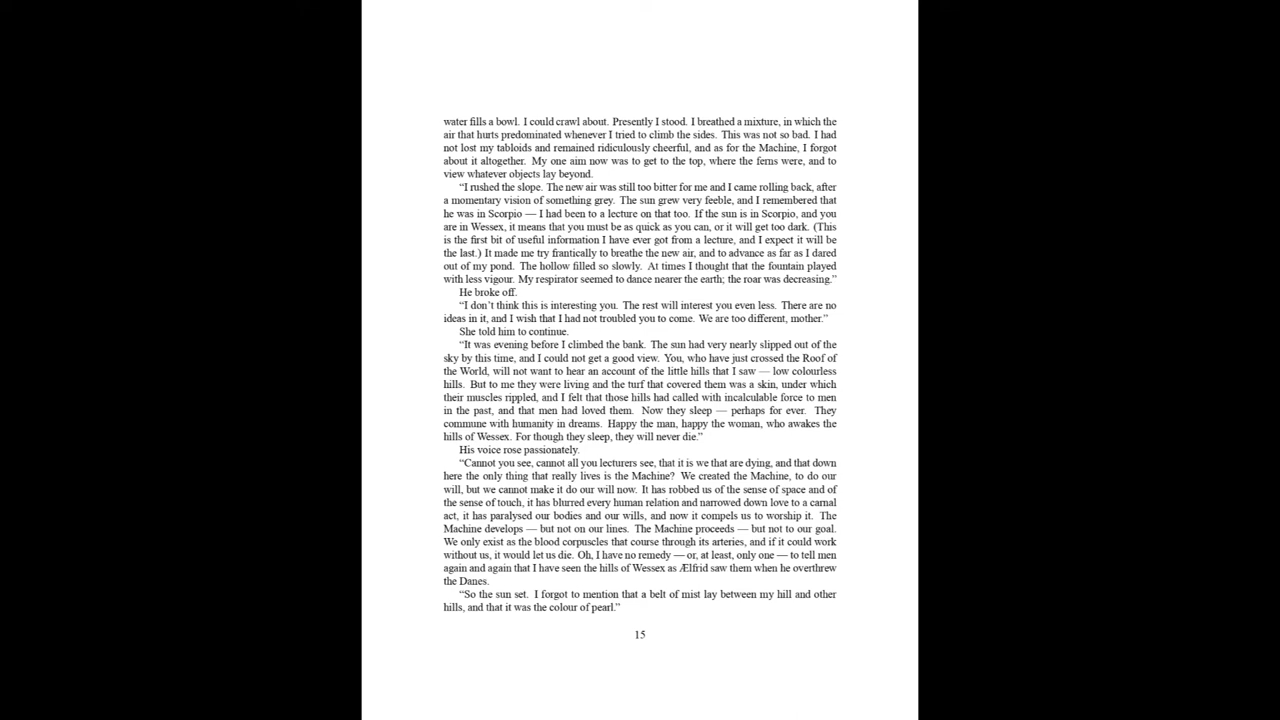 water fills a bowl. I could crawl about. Presently I stood. I breathed a mixture, in which the
air that hurts predominated whenever I tried to climb the sides. This was not so bad. I had
not lost my tabloids and remained ridiculously cheerful, and as for the Machine, I forgot
about it altogether. My one aim now was to get to the top, where the ferns were, and to
view whatever objects lay beyond.
“I rushed the slope. The new air was still too bitter for me and I came rolling back, after
a momentary vision of something grey. The sun grew very feeble, and I remembered that
he was in Scorpio — I had been to a lecture on that too. If the sun is in Scorpio, and you
are in Wessex, it means that you must be as quick as you can, or it will get too dark. (This
is the first bit of useful information I have ever got from a lecture, and I expect it will be
the last.) It made me try frantically to breathe the new air, and to advance as far as I dared
out of my pond. The hollow filled so slowly. At times I thought that the fountain played
with less vigour. My respirator seemed to dance nearer the earth; the roar was decreasing.”
He broke off.
“I don’t think this is interesting you. The rest will interest you even less. There are no
ideas in it, and I wish that I had not troubled you to come. We are too different, mother.”
She told him to continue.
“It was evening before I climbed the bank. The sun had very nearly slipped out of the
sky by this time, and I could not get a good view. You, who have just crossed the Roof of
the World, will not want to hear an account of the little hills that I saw — low colourless
hills. But to me they were living and the turf that covered them was a skin, under which
their muscles rippled, and I felt that those hills had called with incalculable force to men
in the past, and that men had loved them. Now they sleep — perhaps for ever. They
commune with humanity in dreams. Happy the man, happy the woman, who awakes the
hills of Wessex. For though they sleep, they will never die.”
His voice rose passionately.
“Cannot you see, cannot all you lecturers see, that it is we that are dying, and that down
here the only thing that really lives is the Machine? We created the Machine, to do our
will, but we cannot make it do our will now. It has robbed us of the sense of space and of
the sense of touch, it has blurred every human relation and narrowed down love to a carnal
act, it has paralysed our bodies and our wills, and now it compels us to worship it. The
Machine develops — but not on our lines. The Machine proceeds — but not to our goal.
We only exist as the blood corpuscles that course through its arteries, and if it could work
without us, it would let us die. Oh, I have no remedy — or, at least, only one — to tell men
again and again that I have seen the hills of Wessex as Ælfrid saw them when he overthrew
the Danes.
“So the sun set. I forgot to mention that a belt of mist lay between my hill and other
hills, and that it was the colour of pearl.”
15